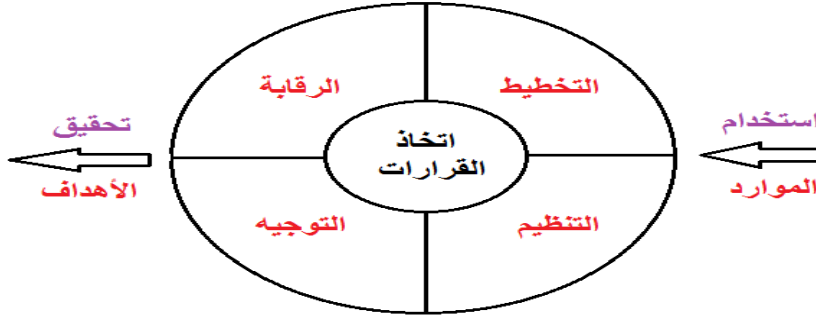 التخطيط
الرقابة
استخدام
الموارد
اتخاذ
القرارات
تحقيق
الأهداف
التنظيم
التوجيه